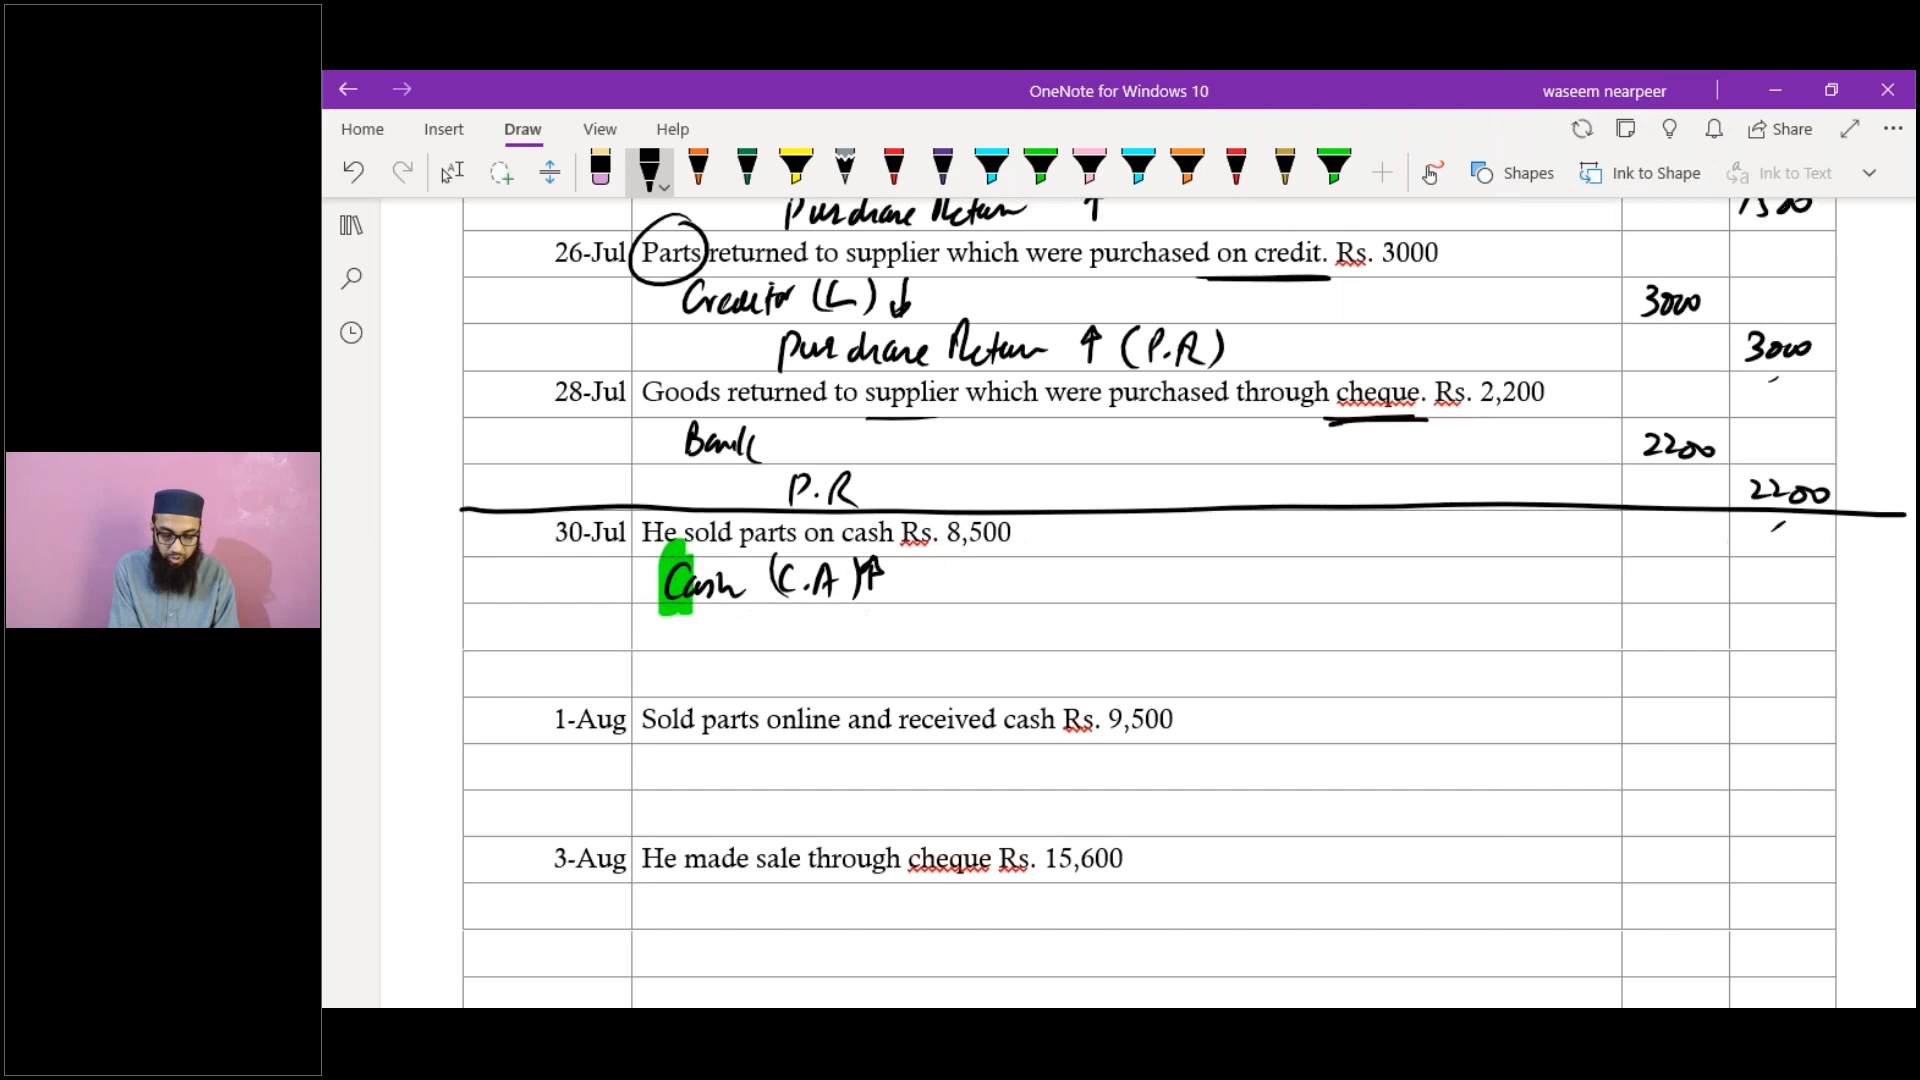 OneNote for Windows 10
waseem nearpeer
Home Insert Draw View Help
Share
Shapes
Ink to Shape
Ink to Text
Purchase Return ↑ 1500
26-Jul Parts returned to supplier which were purchased on credit. Rs. 3000
Creditor (L) ↓ 3000
Purchase Return ↑ (P.R) 3000
28-Jul Goods returned to supplier which were purchased through cheque. Rs. 2,200
Bank 2200
P.R 2200
30-Jul He sold parts on cash Rs. 8,500
Cash (C.A) ↑
1-Aug Sold parts online and received cash Rs. 9,500
3-Aug He made sale through cheque Rs. 15,600